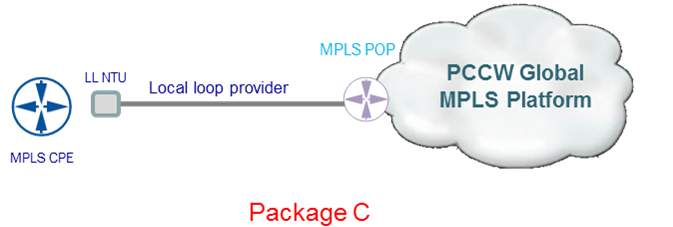 MPLS POP
PCCW Global
MPLS Platform
LL NTU
Local loop provider
MPLS CPE
Package C